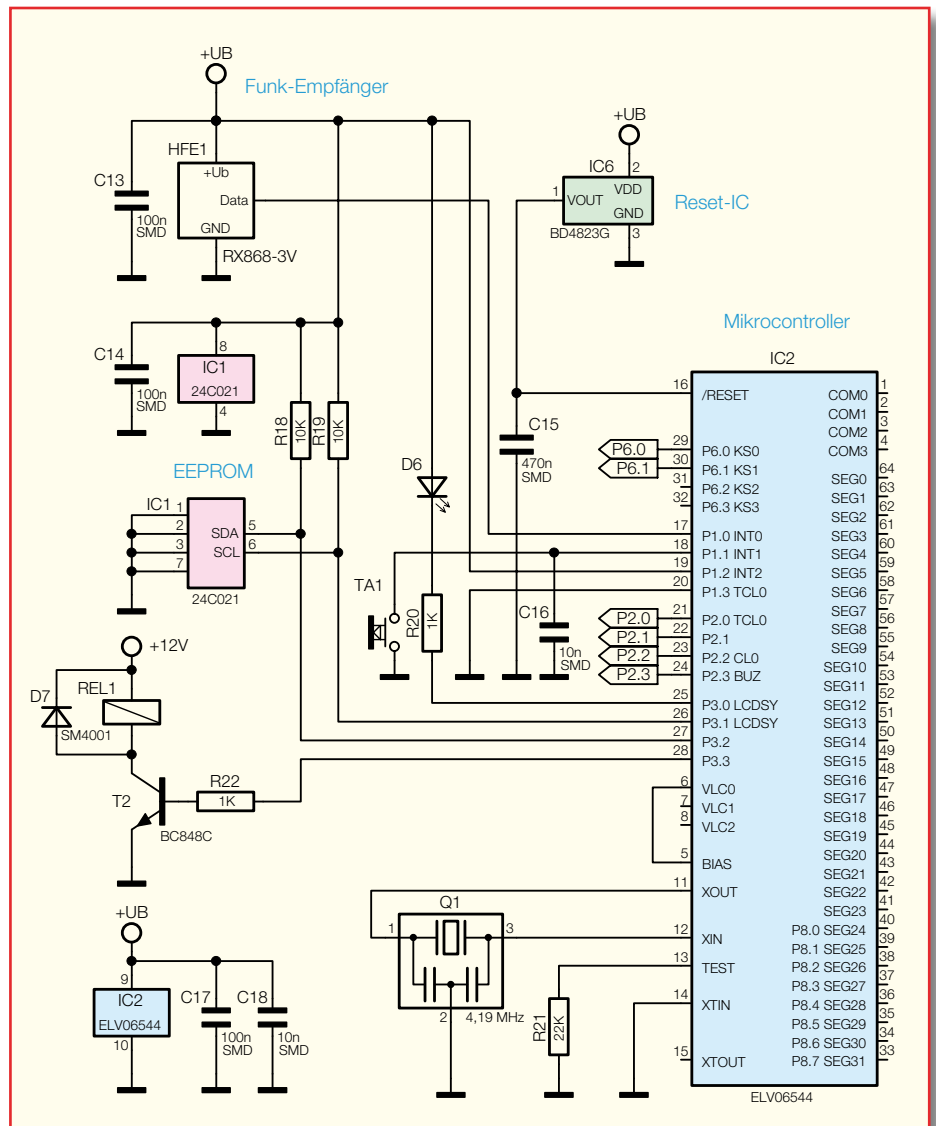 +UB
Funk-Empfänger
HFE1
+Ub
Data
GND
RX868-3V
C13
100n
SMD
+UB
IC6
2
1
VOUT
VDD
GND
3
BD4823G
Reset-IC
C14
100n
SMD
8
IC1
24C021
4
R18
10K
R19
10K
EEPROM
IC1
1
2
3
7
SDA
5
SCL
6
24C021
D6
TA1
R20
1K
C15
470n
SMD
C16
10n
SMD
+12V
D7
REL1
SM4001
T2
BC848C
R22
1K
+UB
9
IC2
ELV06544
10
C17
100n
SMD
C18
10n
SMD
Q1
1
3
2
4,19 MHz
R21
22K
P6.0
P6.1
P2.0
P2.1
P2.2
P2.3
Mikrocontroller
IC2
16 /RESET
29 P6.0 KS0
30 P6.1 KS1
31 P6.2 KS2
32 P6.3 KS3
17 P1.0 INT0
18 P1.1 INT1
19 P1.2 INT2
20 P1.3 TCL0
21 P2.0 TCL0
22 P2.1
23 P2.2 CL0
24 P2.3 BUZ
25 P3.0 LCDSY
26 P3.1 LCDSY
27 P3.2
28 P3.3
6 VLC0
7 VLC1
8 VLC2
5 BIAS
11 XOUT
12 XIN
13 TEST
14 XTIN
15 XTOUT
COM0 1
COM1 2
COM2 3
COM3 4
SEG0 64
SEG1 63
SEG2 62
SEG3 61
SEG4 60
SEG5 59
SEG6 58
SEG7 57
SEG8 56
SEG9 55
SEG10 54
SEG11 53
SEG12 52
SEG13 51
SEG14 50
SEG15 49
SEG16 48
SEG17 47
SEG18 46
SEG19 45
SEG20 44
SEG21 43
SEG22 42
SEG23 41
P8.0 SEG24 40
P8.1 SEG25 39
P8.2 SEG26 38
P8.3 SEG27 37
P8.4 SEG28 36
P8.5 SEG29 35
P8.6 SEG30 34
P8.7 SEG31 33
ELV06544